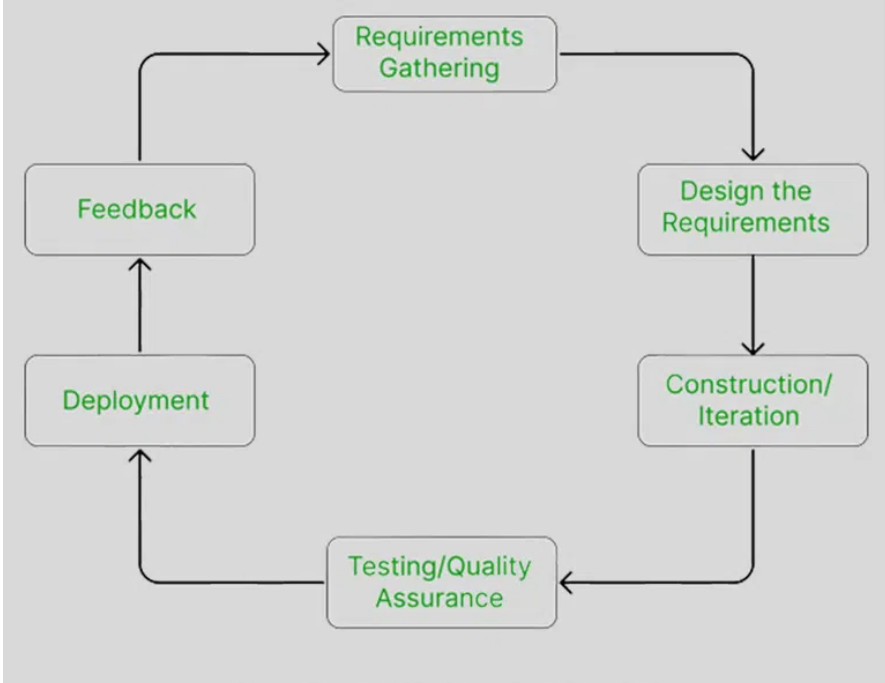 Requirements
Gathering
Design the
Requirements
Construction/
Iteration
Testing/Quality
Assurance
Deployment
Feedback